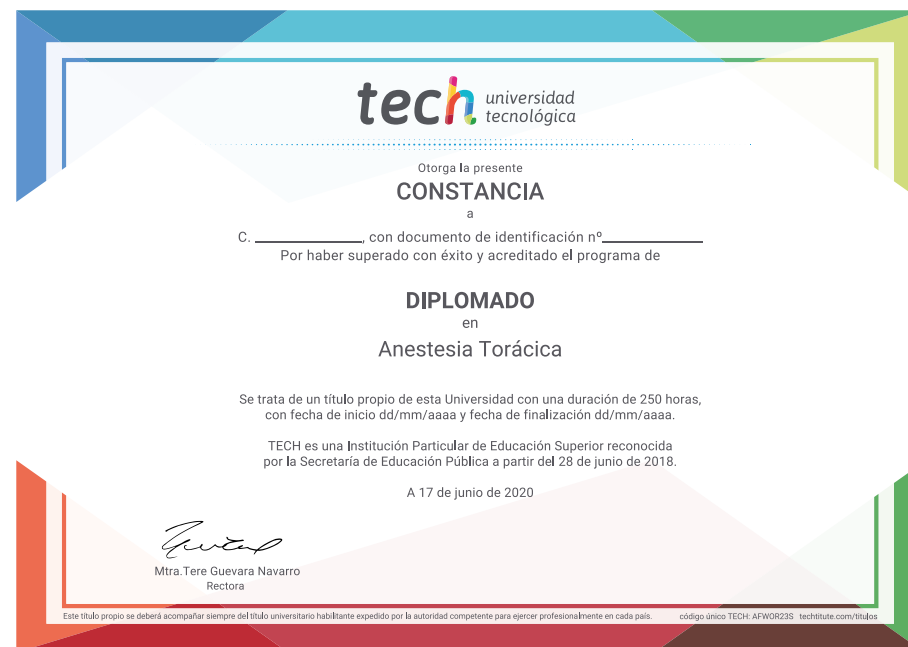 tech universidad
tecnológica
Otorga la presente
CONSTANCIA
a
C. ____________, con documento de identificación nº____________
Por haber superado con éxito y acreditado el programa de
DIPLOMADO
en
Anestesia Torácica
Se trata de un título propio de esta Universidad con una duración de 250 horas,
con fecha de inicio dd/mm/aaaa y fecha de finalización dd/mm/aaaa.
TECH es una Institución Particular de Educación Superior reconocida
por la Secretaría de Educación Pública a partir del 28 de junio de 2018.
A 17 de junio de 2020
Mtra.Tere Guevara Navarro
Rectora
Este título propio se deberá acompañar siempre del título universitario habilitante expedido por la autoridad competente para ejercer profesionalmente en cada país. código único TECH: AFWOR23S techtitute.com/titulos